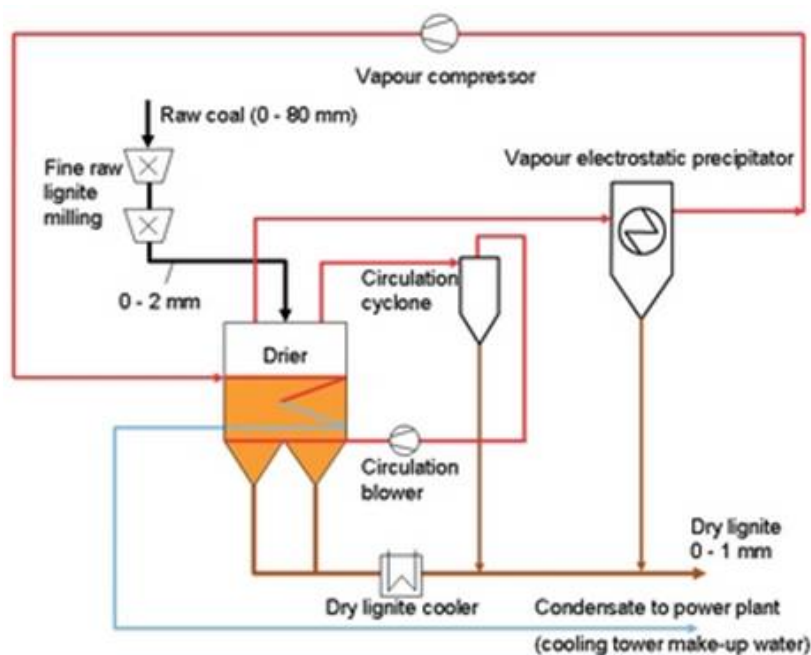 Vapour compressor
Raw coal (0 - 80 mm)
Vapour electrostatic precipitator
Fine raw
lignite
milling
Circulation
cyclone
0 - 2 mm
Drier
Circulation
blower
Dry lignite
0 - 1 mm
Dry lignite cooler
Condensate to power plant
(cooling tower make-up water)